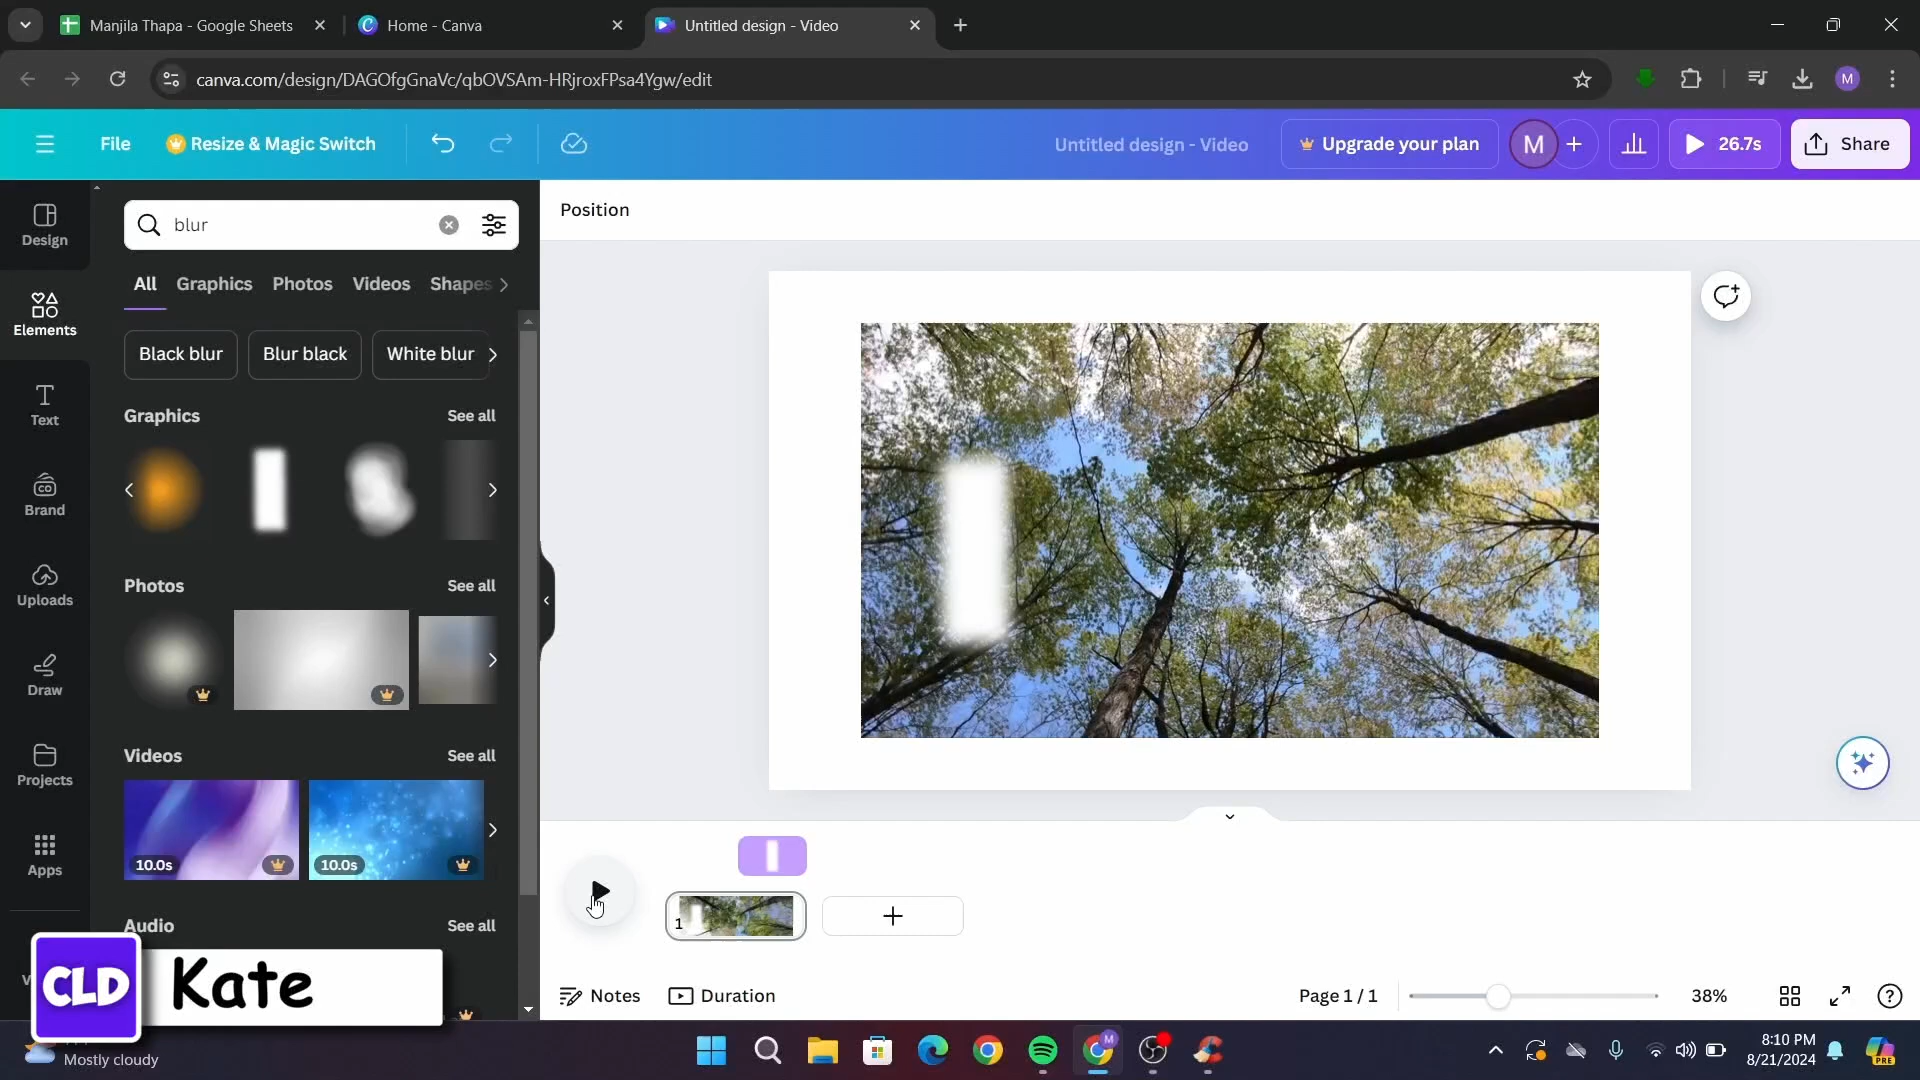 Manjila Thapa - Google Sheets
Home - Canva
Untitled design - Video
canva.com/design/DAGOfgGnaVc/qbOVSAm-HRjroxFPsa4Ygw/edit
M
File
Resize & Magic Switch
Untitled design - Video
Upgrade your plan
M
26.7s
Share
Design
Elements
Text
Brand
Uploads
Draw
Projects
Apps
blur
All
Graphics
Photos
Videos
Shapes
Black blur
Blur black
White blur
Graphics
See all
Photos
See all
Videos
See all
10.0s
10.0s
Audio
See all
Position
1
Notes
Duration
Page 1 / 1
38%
CLD
Kate
Mostly cloudy
M
8:10 PM
8/21/2024
PRE